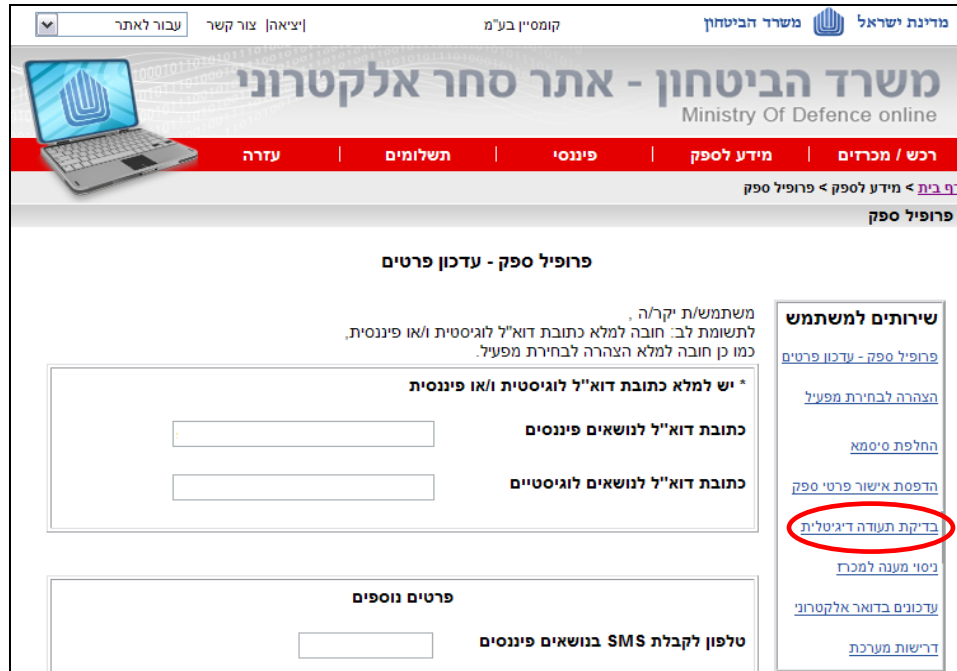 מדינת ישראל משרד הביטחון קומסיין בע"מ |יציאה| צור קשר עבור לאתר
משרד הביטחון - אתר סחר אלקטרוני
Ministry Of Defence online
רכש / מכרזים | מידע לספק | פיננסי | תשלומים | עזרה
דף בית > מידע לספק > פרופיל ספק
פרופיל ספק
פרופיל ספק - עדכון פרטים
שירותים למשתמש
פרופיל ספק - עדכון פרטים
הצהרה לבחירת מפעיל
החלפת סיסמא
הדפסת אישור פרטי ספק
בדיקת תעודה דיגיטלית
ניסוי מענה למכרז
עדכונים בדואר אלקטרוני
דרישות מערכת
משתמש/ת יקר/ה ,
לתשומת לב: חובה למלא כתובת דוא"ל לוגיסטית ו/או פיננסית,
כמו כן חובה למלא הצהרה לבחירת מפעיל.
* יש למלא כתובת דוא"ל לוגיסטית ו/או פיננסית
כתובת דוא"ל לנושאים פיננסים
כתובת דוא"ל לנושאים לוגיסטיים
פרטים נוספים
טלפון לקבלת SMS בנושאים פיננסים